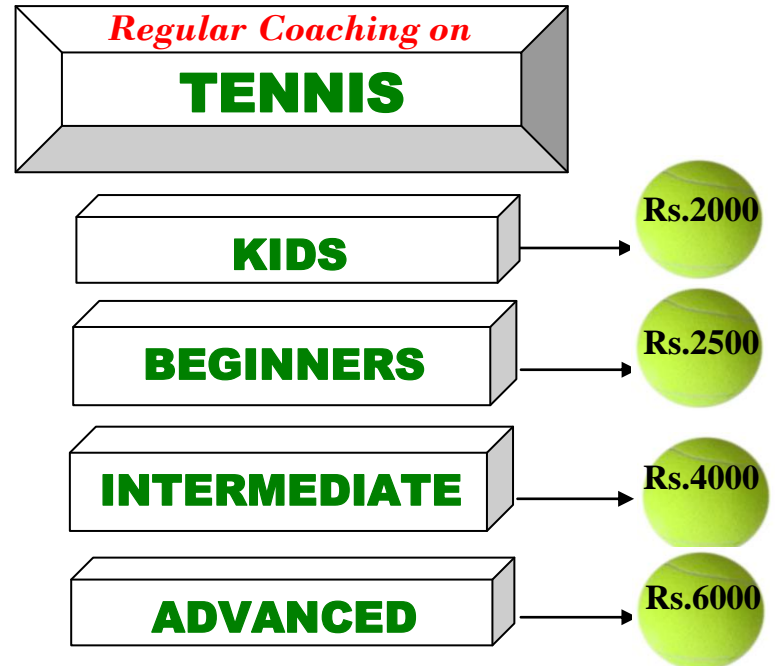 Regular Coaching on
TENNIS
KIDS
Rs.2000
BEGINNERS
Rs.2500
INTERMEDIATE
Rs.4000
ADVANCED
Rs.6000